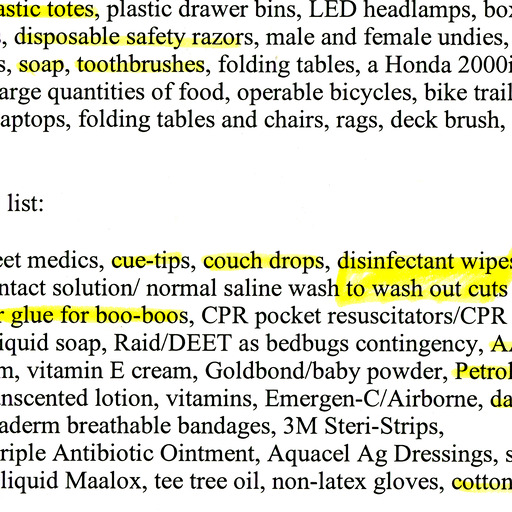 astic totes, plastic drawer bins, LED headlamps, box
, disposable safety razors, male and female undies,
s, soap, toothbrushes, folding tables, a Honda 2000i
arge quantities of food, operable bicycles, bike trail
aptops, folding tables and chairs, rags, deck brush,
list:
eet medics, cue-tips, couch drops, disinfectant wipes
ntact solution/ normal saline wash to wash out cuts
r glue for boo-boos, CPR pocket resuscitators/CPR
iquid soap, Raid/DEET as bedbugs contingency, A
m, vitamin E cream, Goldbond/baby powder, Petrol
nscented lotion, vitamins, Emergen-C/Airborne, da
aderm breathable bandages, 3M Steri-Strips,
riple Antibiotic Ointment, Aquacel Ag Dressings, s
liquid Maalox, tee tree oil, non-latex gloves, cotton